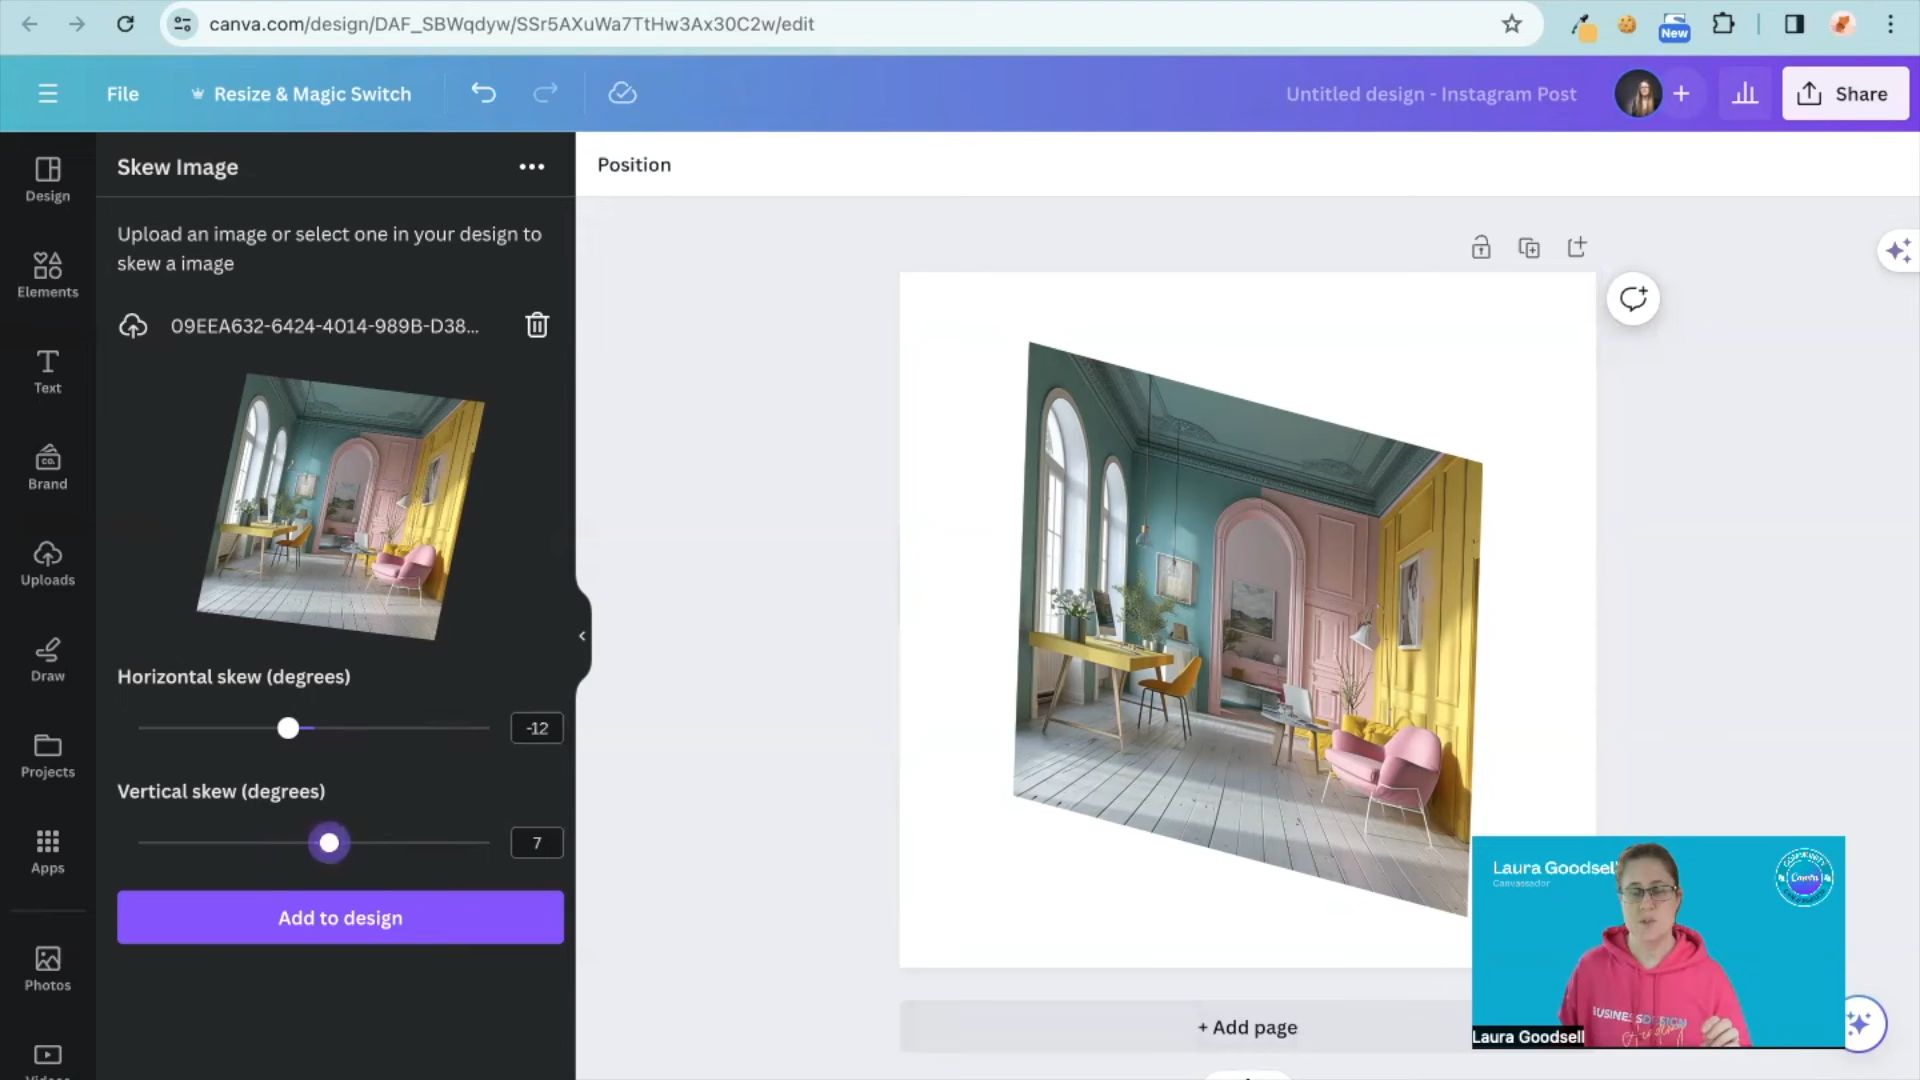 canva.com/design/DAF_SBWqdyw/SSr5AXuWa7TtHw3Ax30C2w/edit
New
File
Resize & Magic Switch
Untitled design - Instagram Post
Share
Design
Elements
Text
Brand
Uploads
Draw
Projects
Apps
Photos
Skew Image
Upload an image or select one in your design to
skew a image
09EEA632-6424-4014-989B-D38...
Horizontal skew (degrees)
-12
Vertical skew (degrees)
7
Add to design
Position
+ Add page
Laura Goodsell
Canvassador
Canva
BUSINESS DESIGN
Laura Goodsell